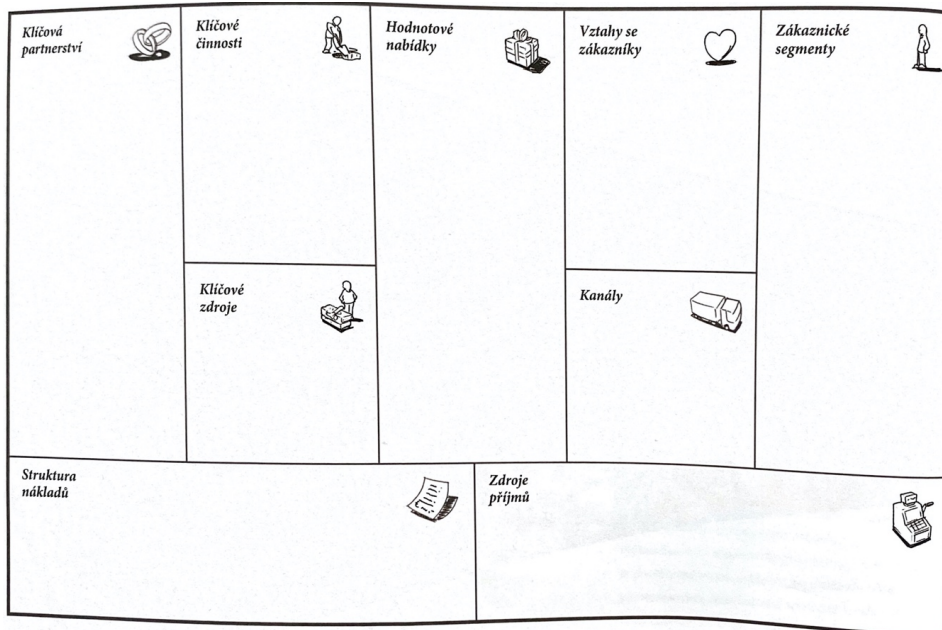 Klíčová
partnerství
Klíčové
činnosti
Klíčové
zdroje
Hodnotové
nabídky
Vztahy se
zákazníky
Kanály
Zákaznické
segmenty
Struktura
nákladů
Zdroje
příjmů